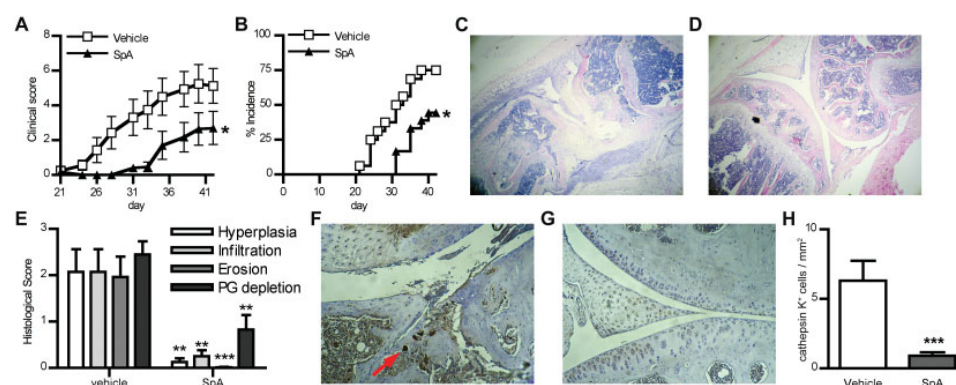 A
Vehicle
SpA
Clinical score
8
6
4
2
0
21
26
31
36
41
day
*
B
Vehicle
SpA
% Incidence
100
75
50
25
0
0
10
20
30
40
day
*
C
D
E
Hyperplasia
Infiltration
Erosion
PG depletion
Histological Score
3
2
1
0
**
**
***
**
vehicle
SpA
F
G
H
cathepsin K⁺ cells / mm²
10
5
0
***
Vehicle
SpA